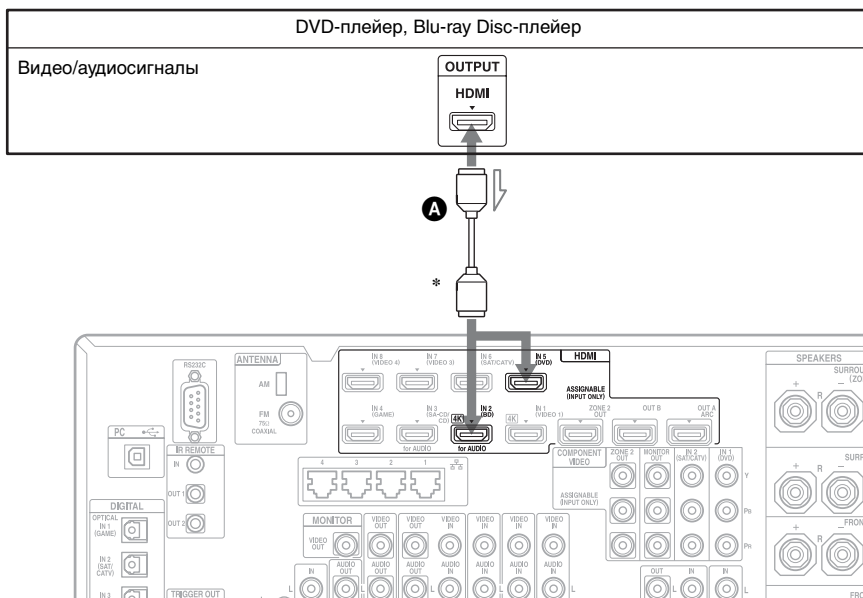 DVD-плейер, Blu-ray Disc-плейер
Видео/аудиосигналы
OUTPUT
HDMI
A
*
RS232C
ANTENNA
AM
FM
75Ω
COAXIAL
IN 8
(VIDEO 4)
IN 7
(VIDEO 3)
IN 6
(SAT/CATV)
IN 5
(DVD)
HDMI
ASSIGNABLE
(INPUT ONLY)
IN 4
(GAME)
IN 3
(SA-CD/
CD)
4K
IN 2
(BD)
4K
IN 1
(VIDEO 1)
ZONE 2
OUT
OUT B
OUT A
ARC
for AUDIO
for AUDIO
SPEAKERS
SURROU
(ZO
+
R
–
PC
IR REMOTE
IN
OUT 1
OUT 2
4
3
2
1
COMPONENT
VIDEO
ASSIGNABLE
(INPUT ONLY)
ZONE 2
OUT
MONITOR
OUT
IN 2
(SAT/CATV)
IN 1
(DVD)
Y
PB
PR
SURR
+
R
–
DIGITAL
OPTICAL
IN 1
(GAME)
IN 2
(SAT/
CATV)
IN 3
TRIGGER OUT
MONITOR
VIDEO
OUT
VIDEO
OUT
VIDEO
IN
VIDEO
OUT
VIDEO
IN
VIDEO
IN
VIDEO
IN
IN
AUDIO
OUT
AUDIO
OUT
AUDIO
IN
AUDIO
OUT
AUDIO
IN
AUDIO
IN
AUDIO
IN
L
L
L
OUT
IN
IN
L
L
L
FRON
+
R
–
FRO